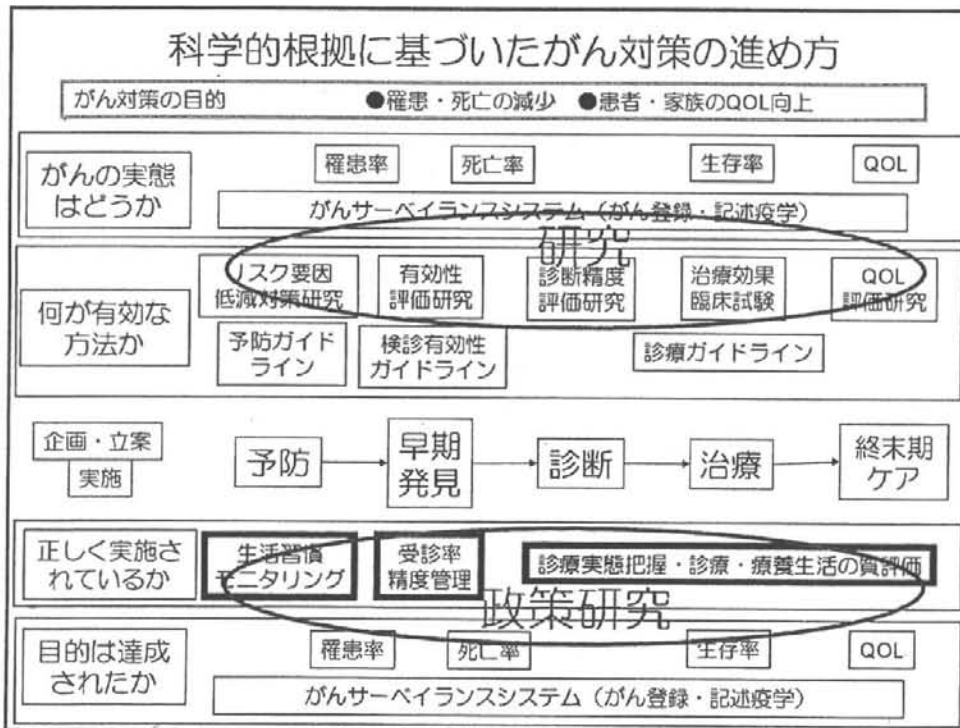 科学的根拠に基づいたがん対策の進め方
がん対策の目的 ●罹患・死亡の減少 ●患者・家族のQOL向上
がんの実態
はどうか
罹患率 死亡率 生存率 QOL
がんサーベイランスシステム（がん登録・記述疫学）
研究
何が有効な
方法か
リスク要因
低減対策研究
有効性
評価研究
診断精度
評価研究
治療効果
臨床試験
QOL
評価研究
予防ガイド
ライン
検診有効性
ガイドライン
診療ガイドライン
企画・立案
実施
予防
早期
発見
診断
治療
終末期
ケア
正しく実施さ
れているか
生活習慣
モニタリング
受診率
精度管理
診療実態把握・診療・療養生活の質評価
政策研究
目的は達成
されたか
罹患率 死亡率 生存率 QOL
がんサーベイランスシステム（がん登録・記述疫学）